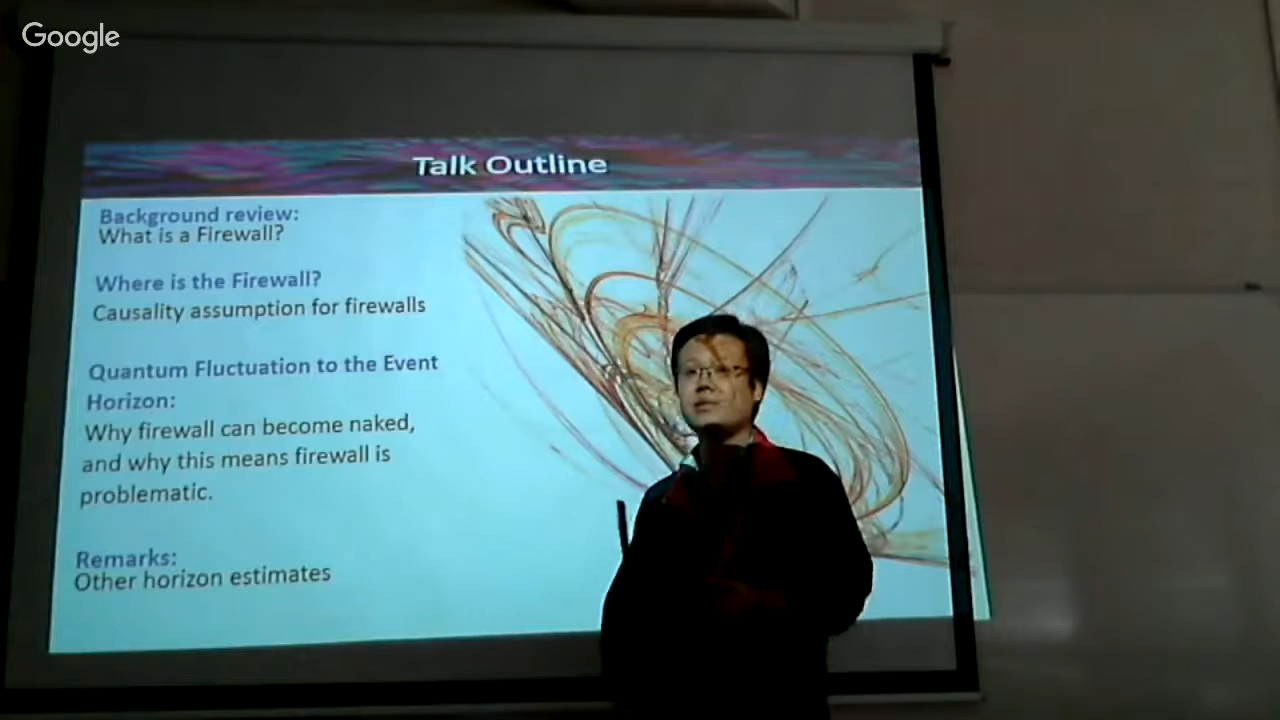 Google
Talk Outline
Background review:
What is a Firewall?
Where is the Firewall?
Causality assumption for firewalls
Quantum Fluctuation to the Event
Horizon:
Why firewall can become naked,
and why this means firewall is
problematic.
Remarks:
Other horizon estimates